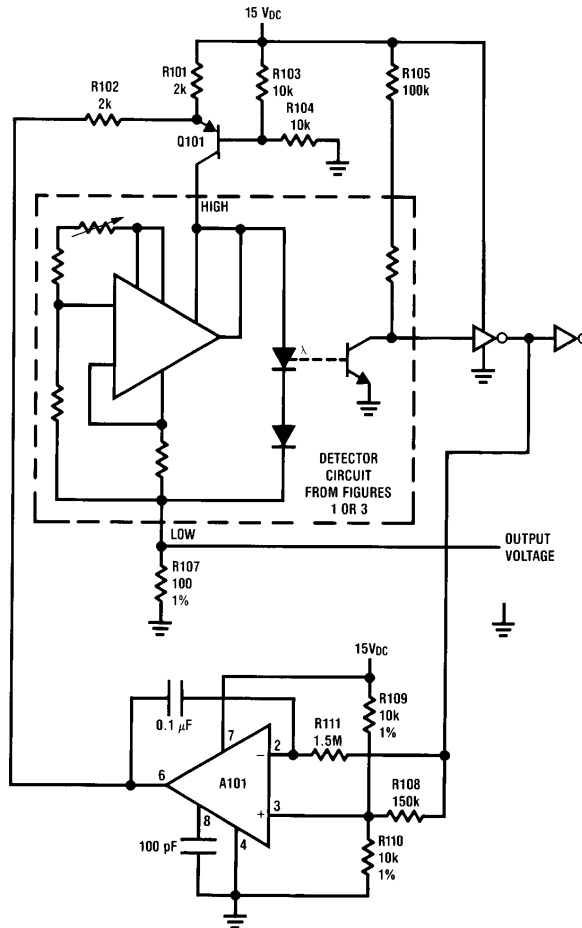 15 VDC
R102
2k
R101
2k
R103
10k
R104
10k
R105
100k
Q101
HIGH
λ
DETECTOR
CIRCUIT
FROM FIGURES
1 OR 3
LOW
OUTPUT
VOLTAGE
R107
100
1%
15VDC
0.1 μF
7
R109
10k
1%
R111
1.5M
2
−
6
A101
R108
150k
3
+
8
4
100 pF
R110
10k
1%